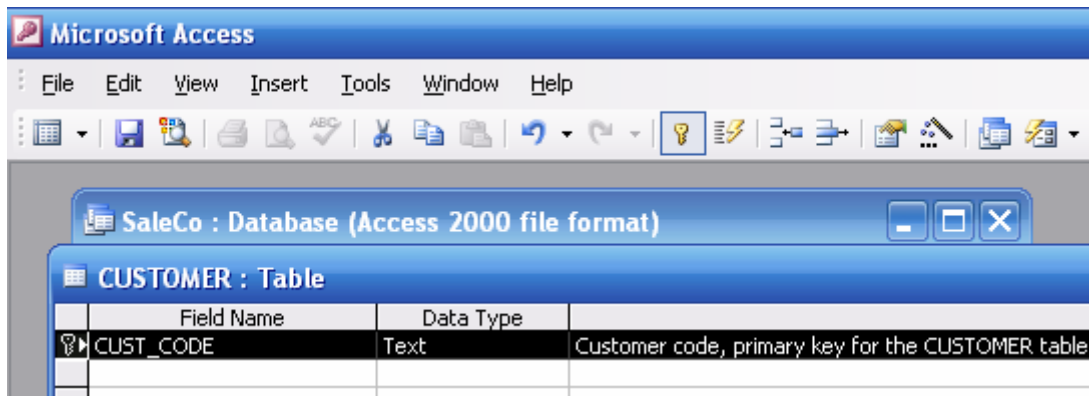 Microsoft Access
File Edit View Insert Tools Window Help
ABC
SaleCo : Database (Access 2000 file format)
CUSTOMER : Table
Field Name Data Type
CUST_CODE Text Customer code, primary key for the CUSTOMER table